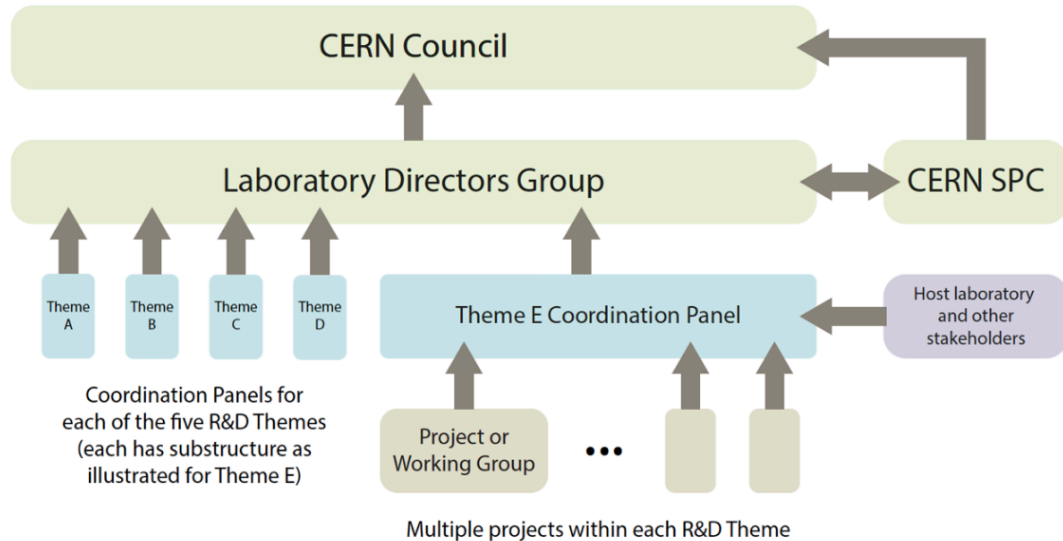 CERN Council
Laboratory Directors Group
CERN SPC
Theme
A
Theme
B
Theme
C
Theme
D
Theme E Coordination Panel
Host laboratory
and other
stakeholders
Coordination Panels for
each of the five R&D Themes
(each has substructure as
illustrated for Theme E)
Project or
Working Group
...
Multiple projects within each R&D Theme